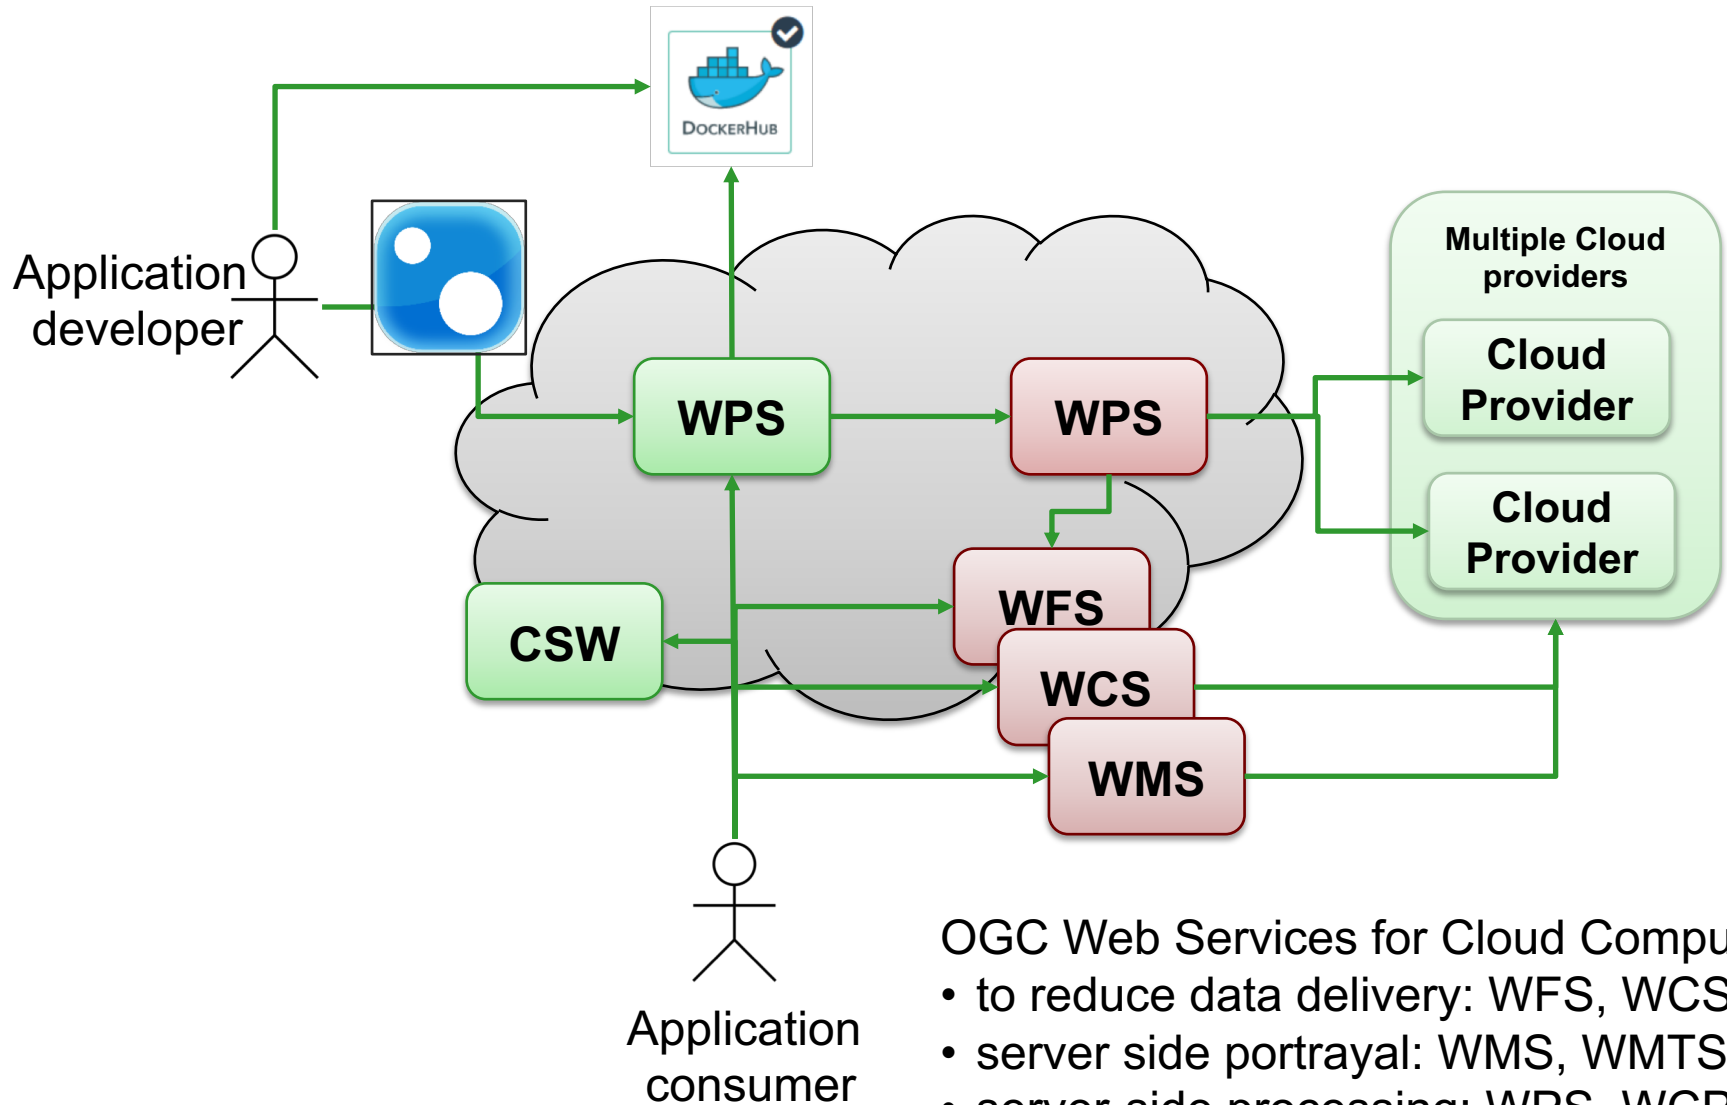 DOCKERHUB
Multiple Cloud
providers
Application
developer
Cloud
Provider
WPS
WPS
Cloud
Provider
WFS
CSW
WCS
WMS
OGC Web Services for Cloud
• to reduce data delivery: WFS, WCS
Application
• server side portrayal: WMS, WMTS
consumer